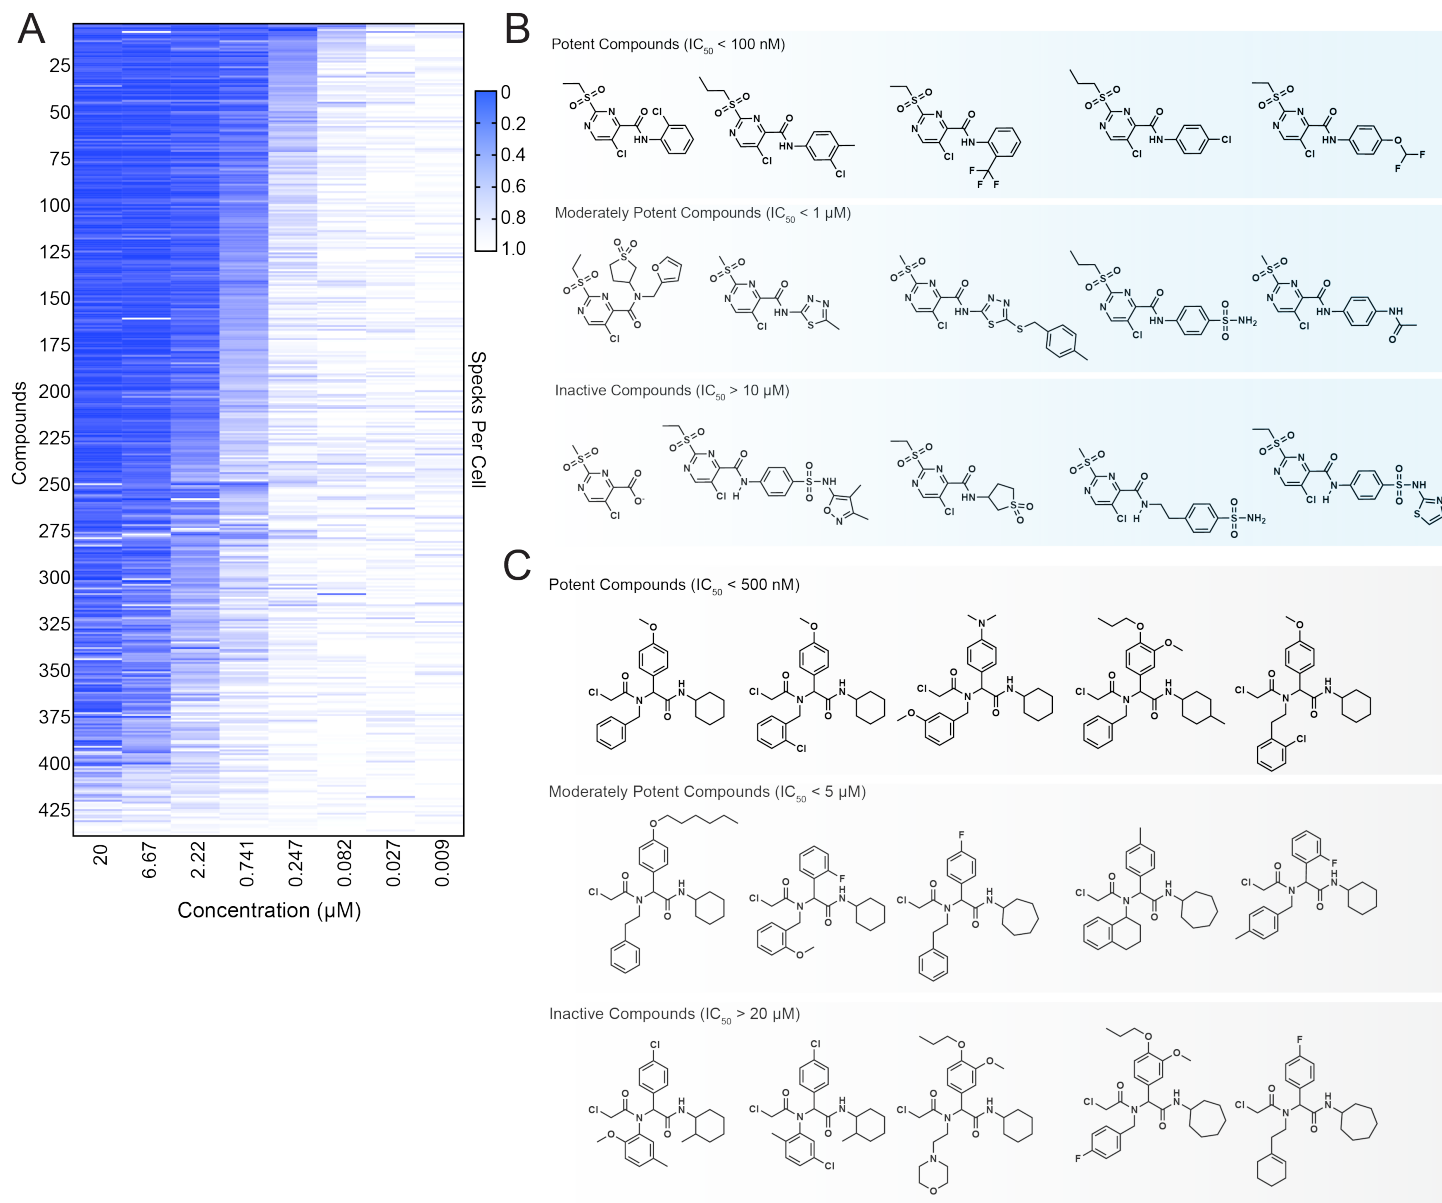 A
25
50
75
100
125
150
175
200
225
250
275
300
325
350
375
400
425
Compounds
20
6.67
2.22
0.741
0.247
0.082
0.027
0.009
Concentration (µM)
0
0.2
0.4
0.6
0.8
1.0
Specks Per Cell
B
Potent Compounds (IC50 < 100 nM)
Moderately Potent Compounds (IC50 < 1 µM)
Inactive Compounds (IC50 > 10 µM)
C
Potent Compounds (IC50 < 500 nM)
Moderately Potent Compounds (IC50 < 5 µM)
Inactive Compounds (IC50 > 20 µM)